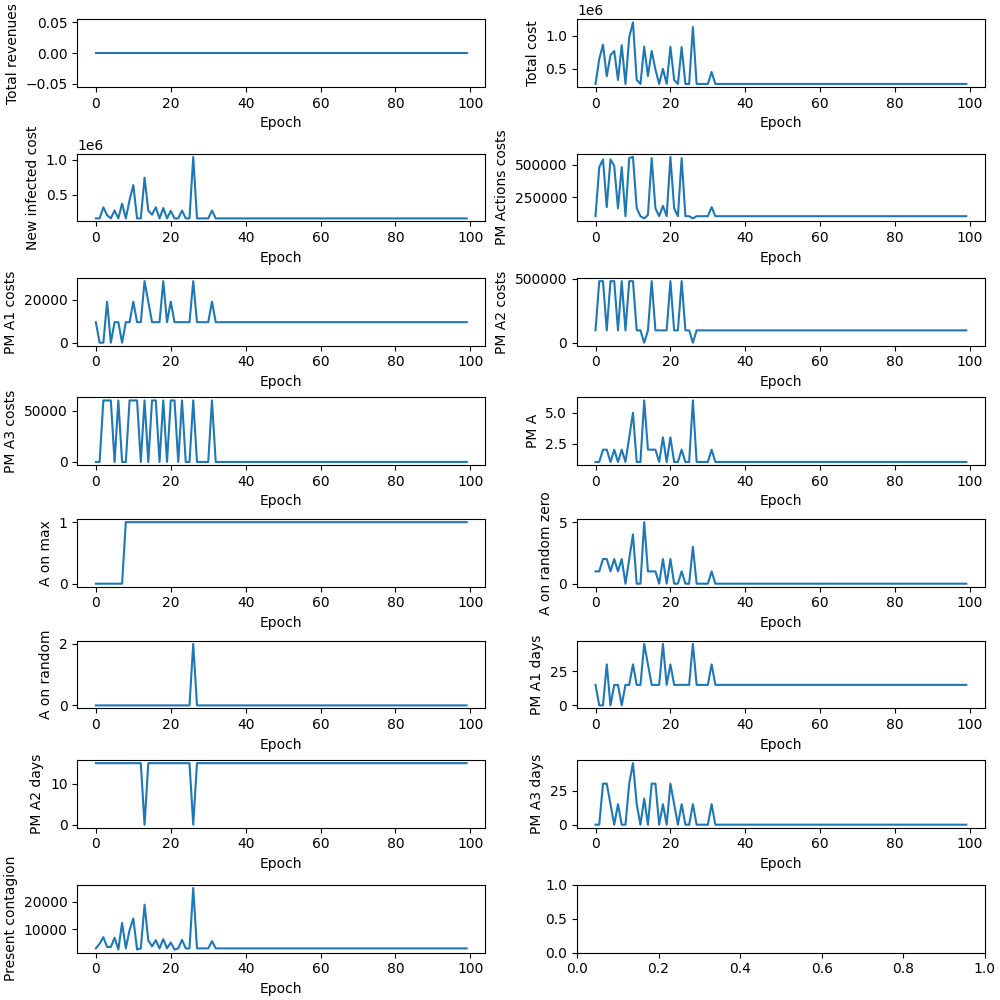 Total revenues
0.05
0.00
−0.05
0 20 40 60 80 100
Epoch
1e6
Total cost
1.0
0.5
0 20 40 60 80 100
Epoch
1e6
New infected cost
1.0
0.5
0 20 40 60 80 100
Epoch
PM Actions costs
500000
250000
0 20 40 60 80 100
Epoch
PM A1 costs
20000
0
0 20 40 60 80 100
Epoch
PM A2 costs
500000
0
0 20 40 60 80 100
Epoch
PM A3 costs
50000
0
0 20 40 60 80 100
Epoch
PM A
5.0
2.5
0 20 40 60 80 100
Epoch
A on max
1
0
0 20 40 60 80 100
Epoch
A on random zero
5
0
0 20 40 60 80 100
Epoch
A on random
2
0
0 20 40 60 80 100
Epoch
PM A1 days
25
0
0 20 40 60 80 100
Epoch
PM A2 days
10
0
0 20 40 60 80 100
Epoch
PM A3 days
25
0
0 20 40 60 80 100
Epoch
Present contagion
20000
10000
0 20 40 60 80 100
Epoch
1.0
0.5
0.0
0.0 0.2 0.4 0.6 0.8 1.0